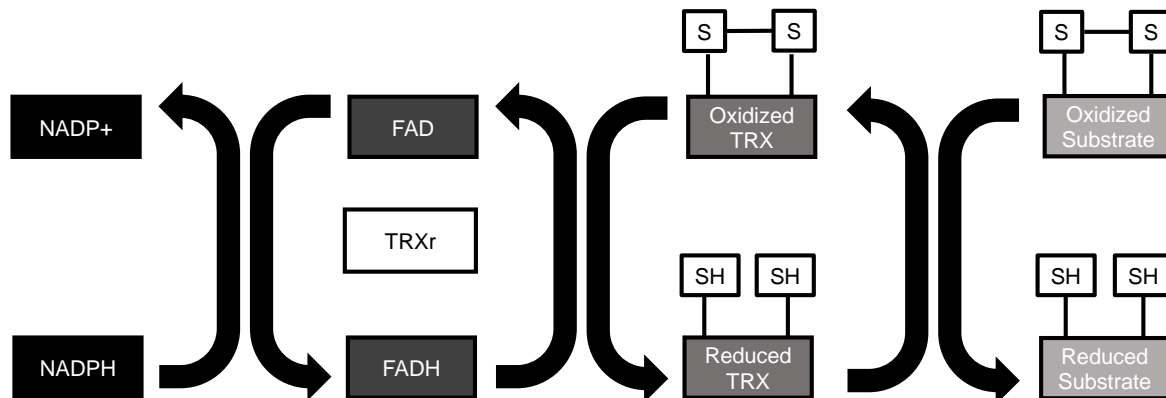 S S S S
NADP+ FAD Oxidized Oxidized
TRX Substrate
TRXr
SH SH SH SH
NADPH FADH Reduced Reduced
TRX Substrate